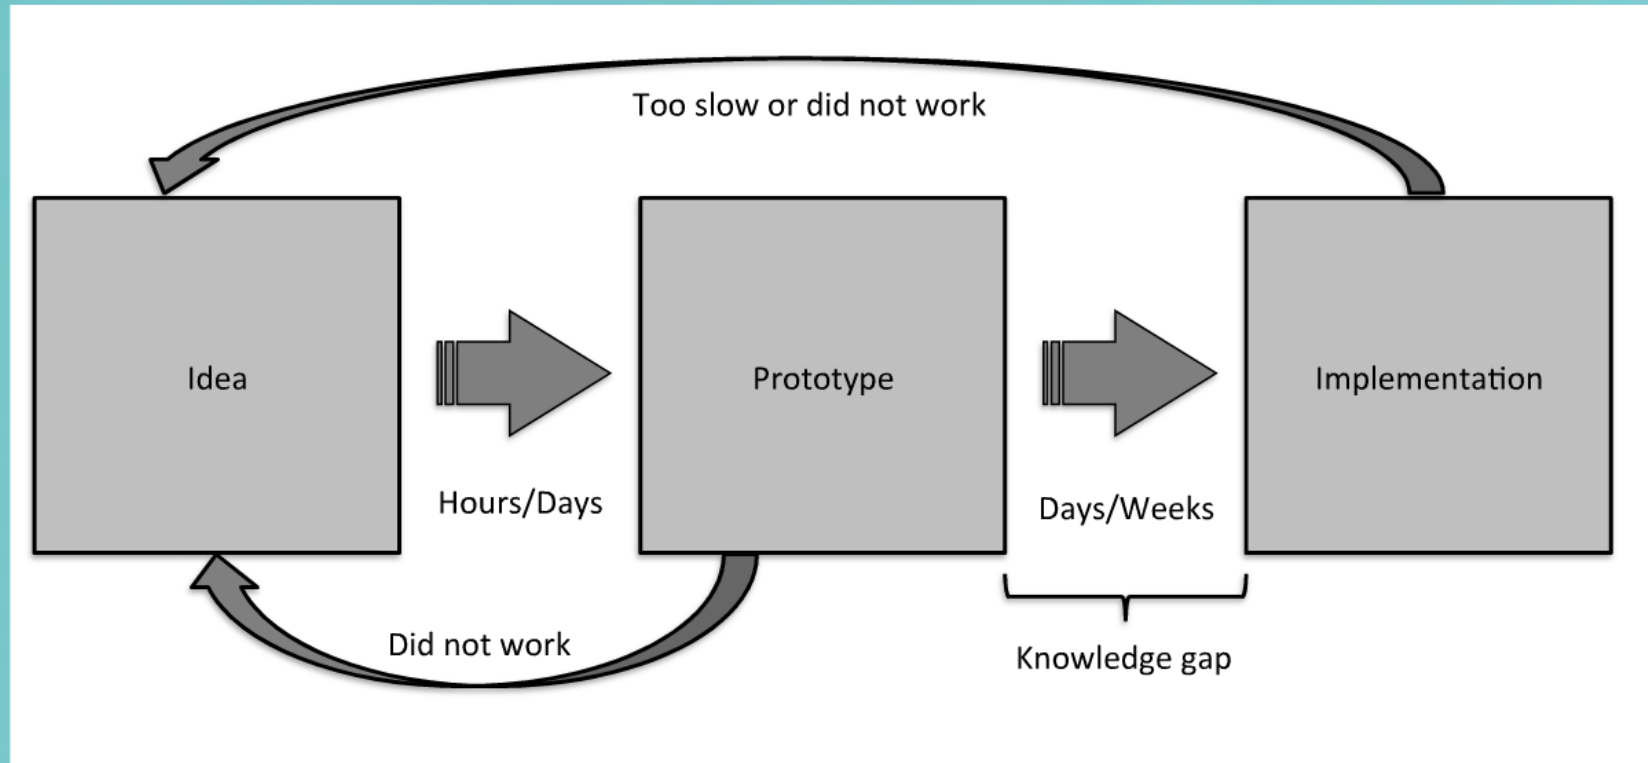 Too slow or did not work
Idea
Prototype
Implementation
Hours/Days
Days/Weeks
Did not work
Knowledge gap